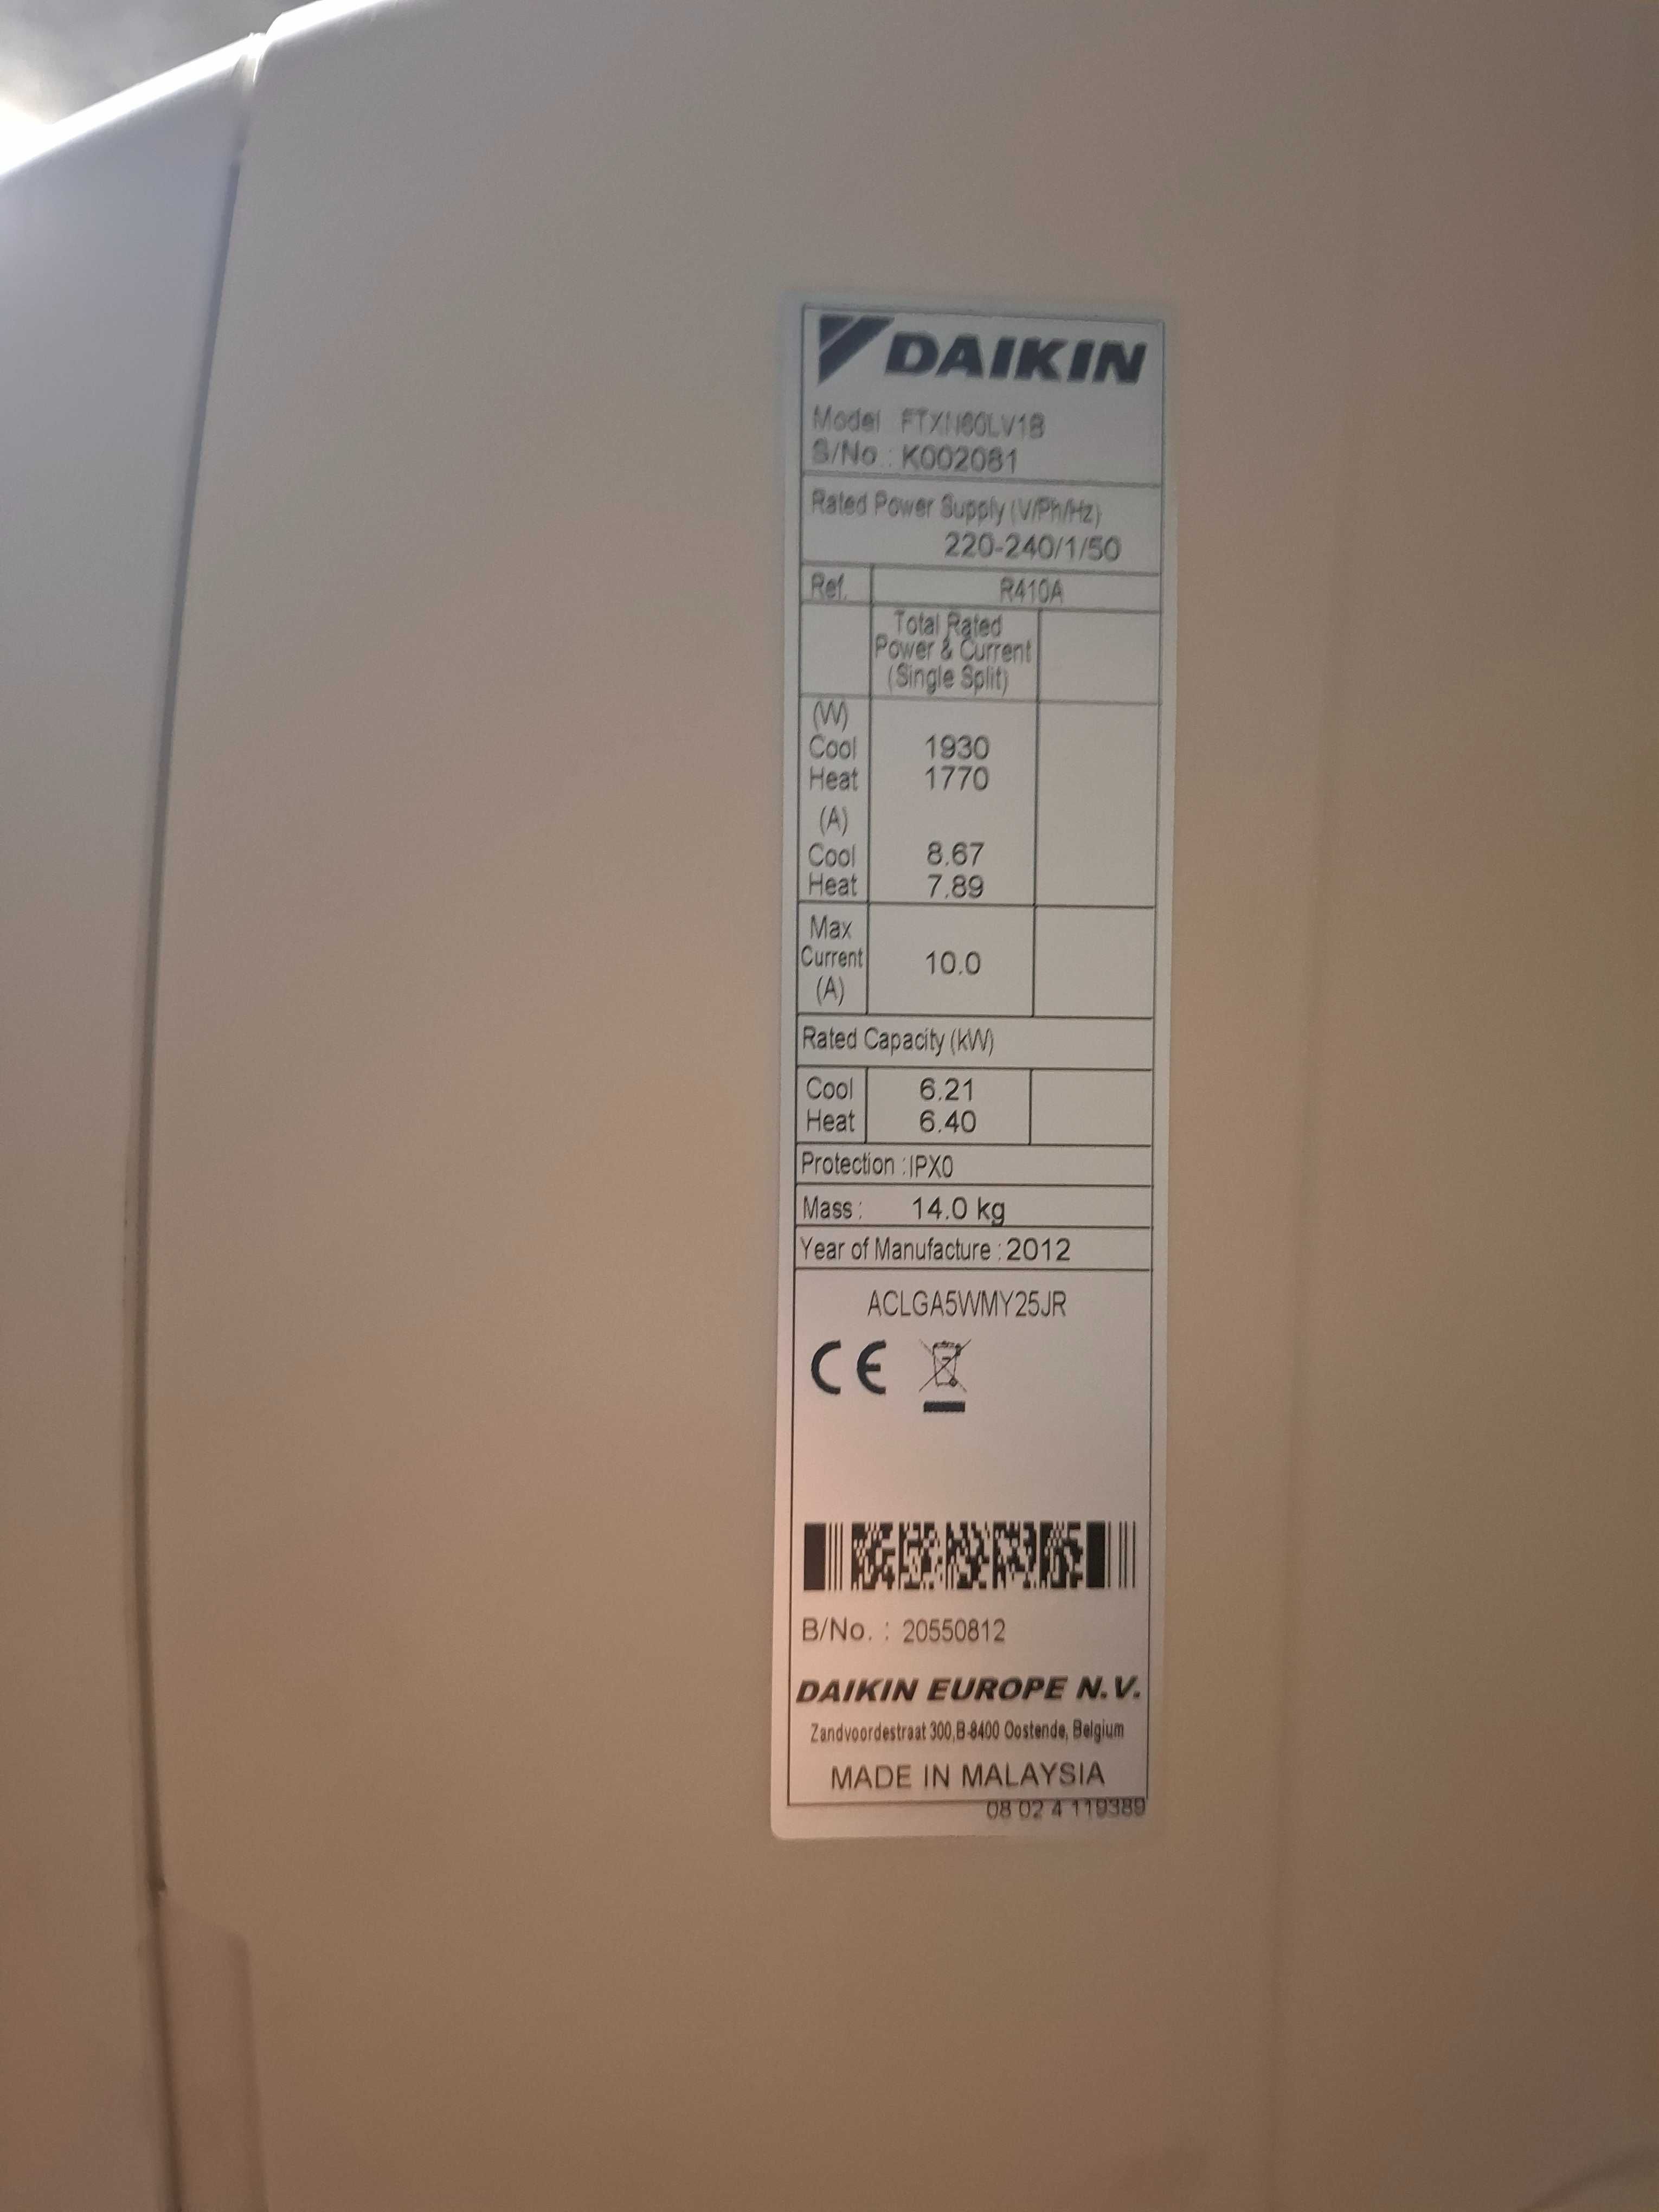 DAIKIN
Model FTXN60LV1B
S/No.: K002081
Rated Power Supply (V/Ph/Hz)
220-240/1/50
Ref. R410A
Total Rated
Power & Current
(Single Split)
(W)
Cool 1930
Heat 1770
(A)
Cool 8.67
Heat 7.89
Max
Current 10.0
(A)
Rated Capacity (kW)
Cool 6.21
Heat 6.40
Protection :IPX0
Mass : 14.0 kg
Year of Manufacture : 2012
ACLGA5WMY25JR
CE
B/No. : 20550812
DAIKIN EUROPE N.V.
Zandvoordestraat 300,B-8400 Oostende, Belgium
MADE IN MALAYSIA
08 02 4 119389